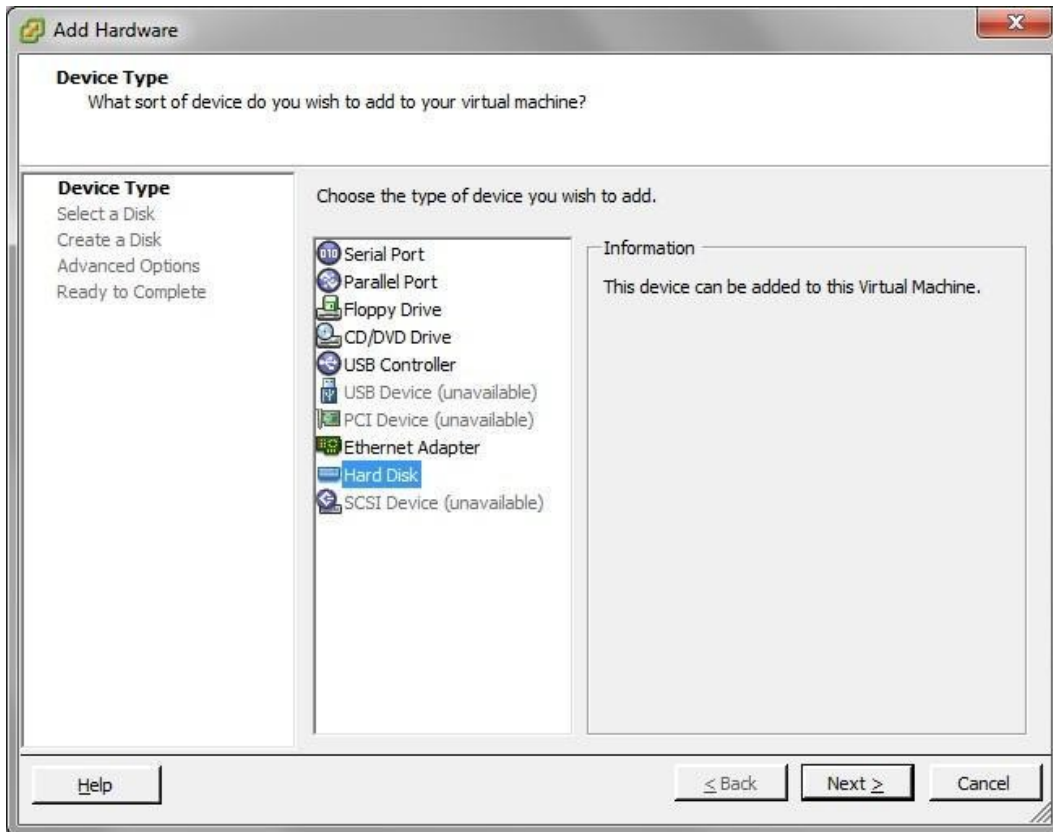 Add Hardware
Device Type
What sort of device do you wish to add to your virtual machine?
Device Type
Select a Disk
Create a Disk
Advanced Options
Ready to Complete
Choose the type of device you wish to add.
Serial Port
Parallel Port
Floppy Drive
CD/DVD Drive
USB Controller
USB Device (unavailable)
PCI Device (unavailable)
Ethernet Adapter
Hard Disk
SCSI Device (unavailable)
Information
This device can be added to this Virtual Machine.
Help
< Back
Next >
Cancel